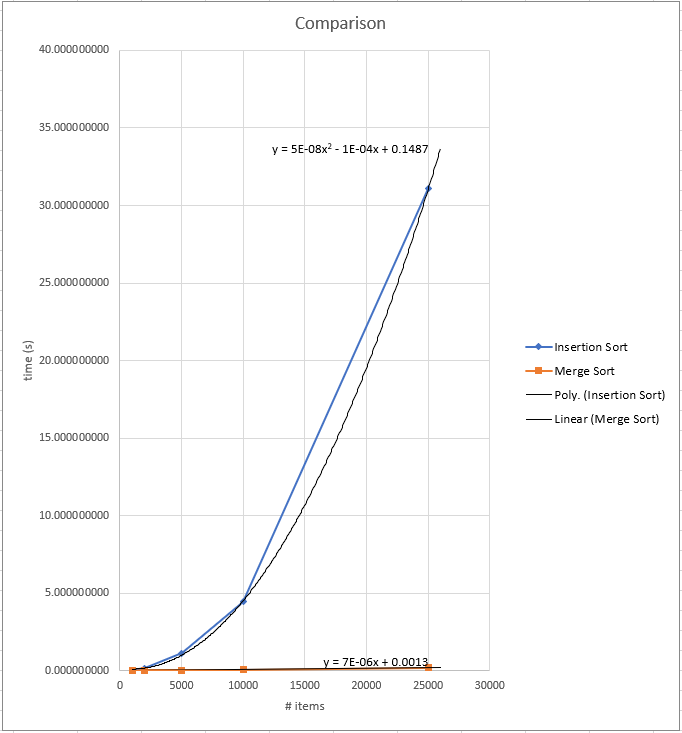 Comparison
40.000000000
35.000000000
y = 5E-08x² - 1E-04x + 0.1487
30.000000000
25.000000000
time (s)
20.000000000
15.000000000
10.000000000
5.000000000
0.000000000
y = 7E-06x + 0.0013
0 5000 10000 15000 20000 25000 30000
# items
Insertion Sort
Merge Sort
Poly. (Insertion Sort)
Linear (Merge Sort)